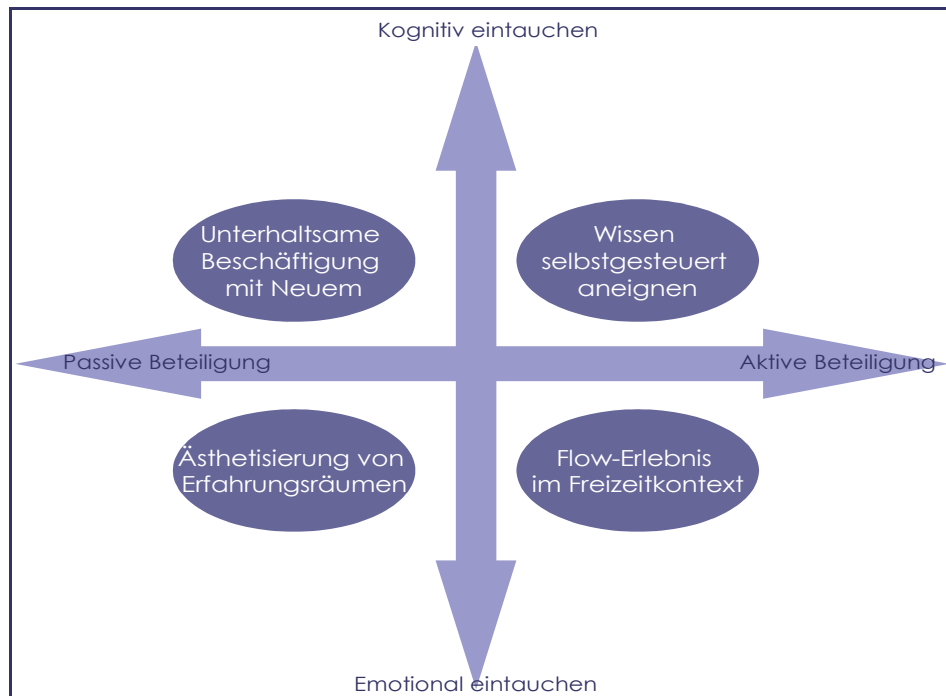 Kognitiv eintauchen
Unterhaltsame
Beschäftigung
mit Neuem
Wissen
selbstgesteuert
aneignen
Passive Beteiligung
Aktive Beteiligung
Ästhetisierung von
Erfahrungsräumen
Flow-Erlebnis
im Freizeitkontext
Emotional eintauchen